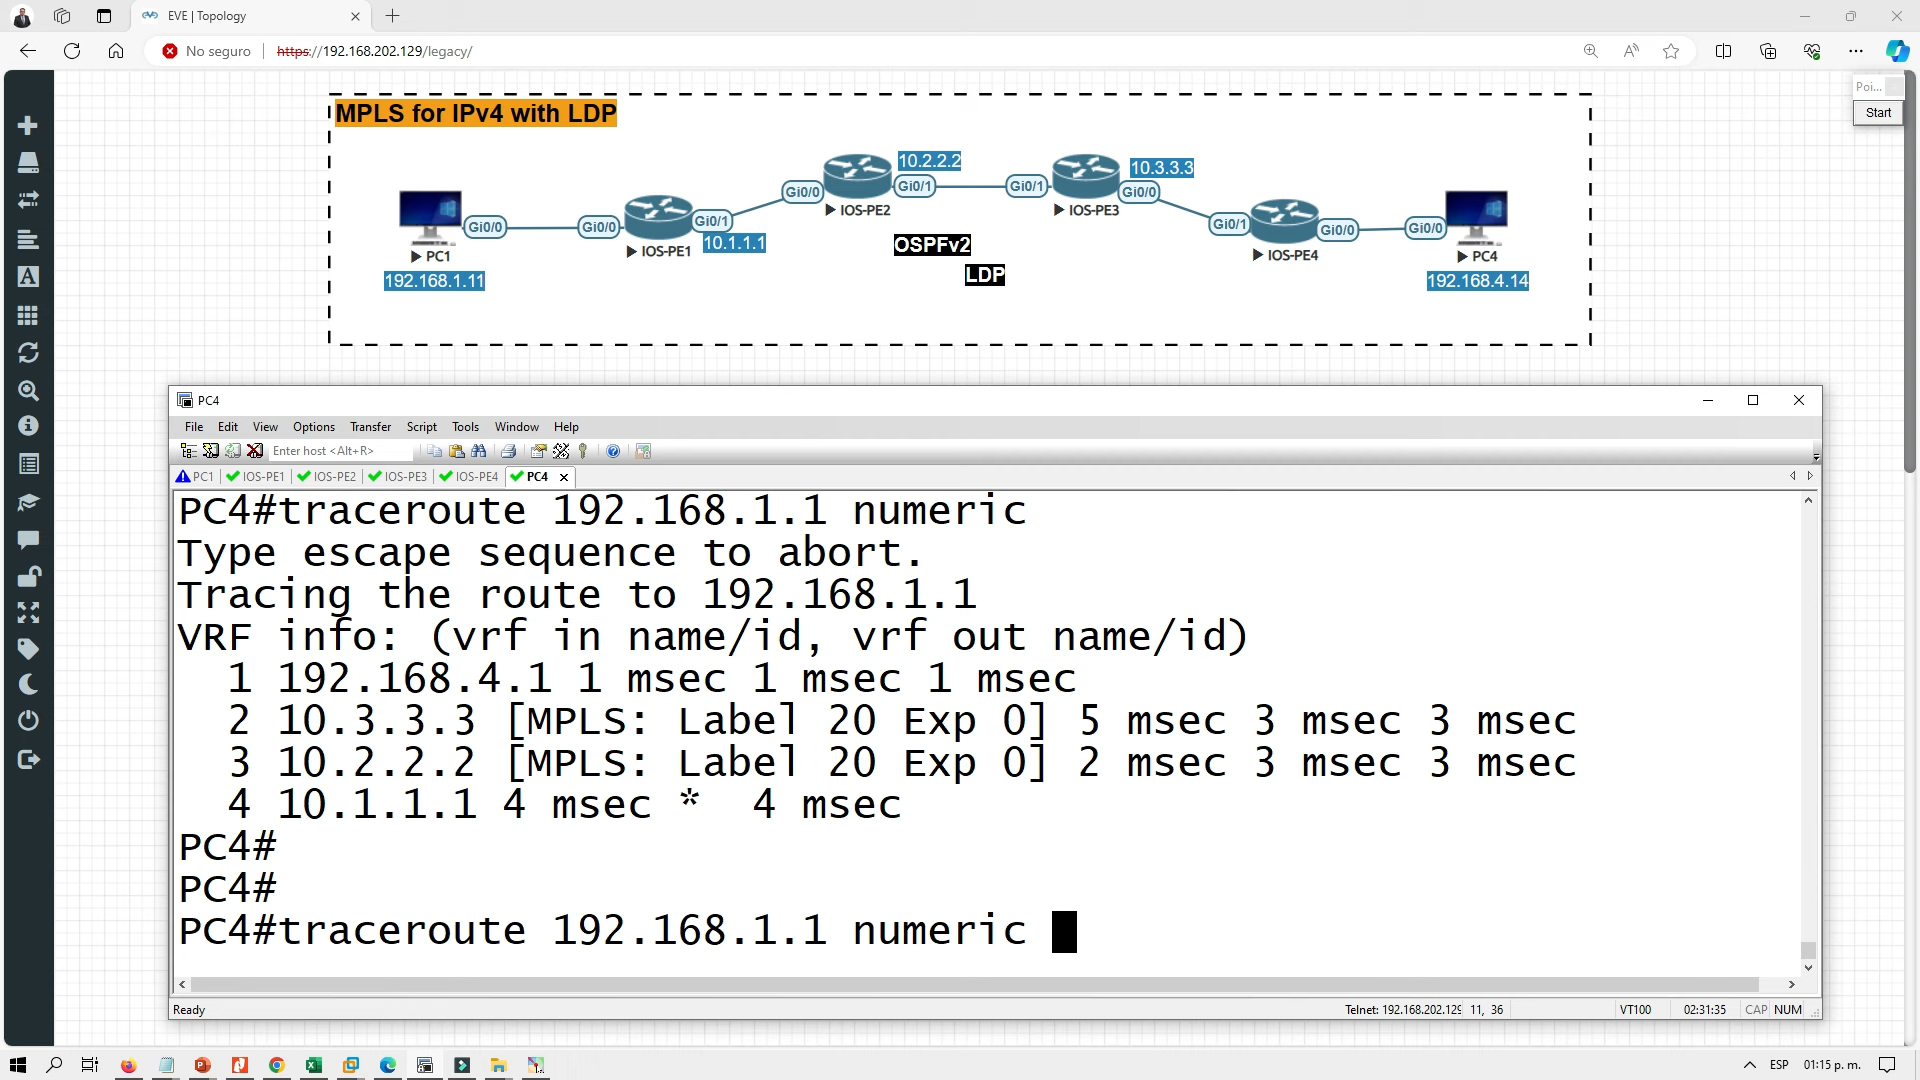 EVE | Topology
No seguro
https://192.168.202.129/legacy/
Poi...
Start
MPLS for IPv4 with LDP
10.2.2.2
10.3.3.3
Gi0/0
Gi0/1
Gi0/1
Gi0/0
IOS-PE2
IOS-PE3
Gi0/0
Gi0/0
Gi0/1
Gi0/1
Gi0/0
Gi0/0
10.1.1.1
OSPFv2
LDP
PC1
IOS-PE1
IOS-PE4
PC4
192.168.1.11
192.168.4.14
PC4
File Edit View Options Transfer Script Tools Window Help
Enter host <Alt+R>
PC1 IOS-PE1 IOS-PE2 IOS-PE3 IOS-PE4 PC4
PC4#traceroute 192.168.1.1 numeric
Type escape sequence to abort.
Tracing the route to 192.168.1.1
VRF info: (vrf in name/id, vrf out name/id)
1 192.168.4.1 1 msec 1 msec 1 msec
2 10.3.3.3 [MPLS: Label 20 Exp 0] 5 msec 3 msec 3 msec
3 10.2.2.2 [MPLS: Label 20 Exp 0] 2 msec 3 msec 3 msec
4 10.1.1.1 4 msec * 4 msec
PC4#
PC4#
PC4#traceroute 192.168.1.1 numeric
Ready
Telnet: 192.168.202.129 11, 36
VT100
02:31:35
CAP NUM
ESP
01:15 p. m.